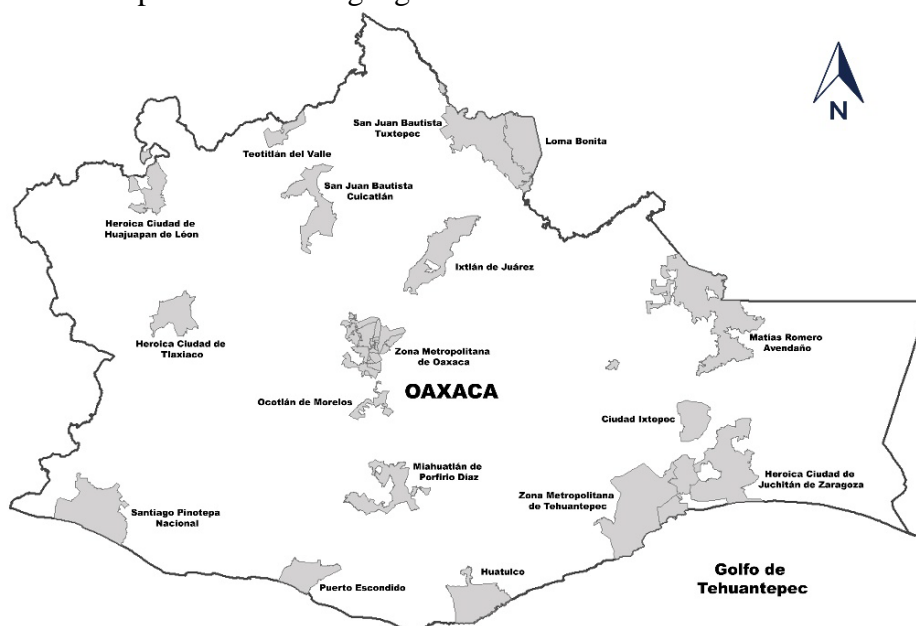 N
San Juan Bautista
Tuxtepec
Loma Bonita
Teotitlán del Valle
San Juan Bautista
Cuicatlán
Heroica Ciudad de
Huajuapan de Léon
Ixtlán de Juárez
Heroica Ciudad de
Tlaxiaco
Zona Metropolitana
de Oaxaca
Matías Romero
Avendaño
OAXACA
Ocotlán de Morelos
Ciudad Ixtepec
Miahuatlán de
Porfirio Díaz
Heroica Ciudad de
Juchitán de Zaragoza
Zona Metropolitana
de Tehuantepec
Santiago Pinotepa
Nacional
Puerto Escondido
Huatulco
Golfo de
Tehuantepec